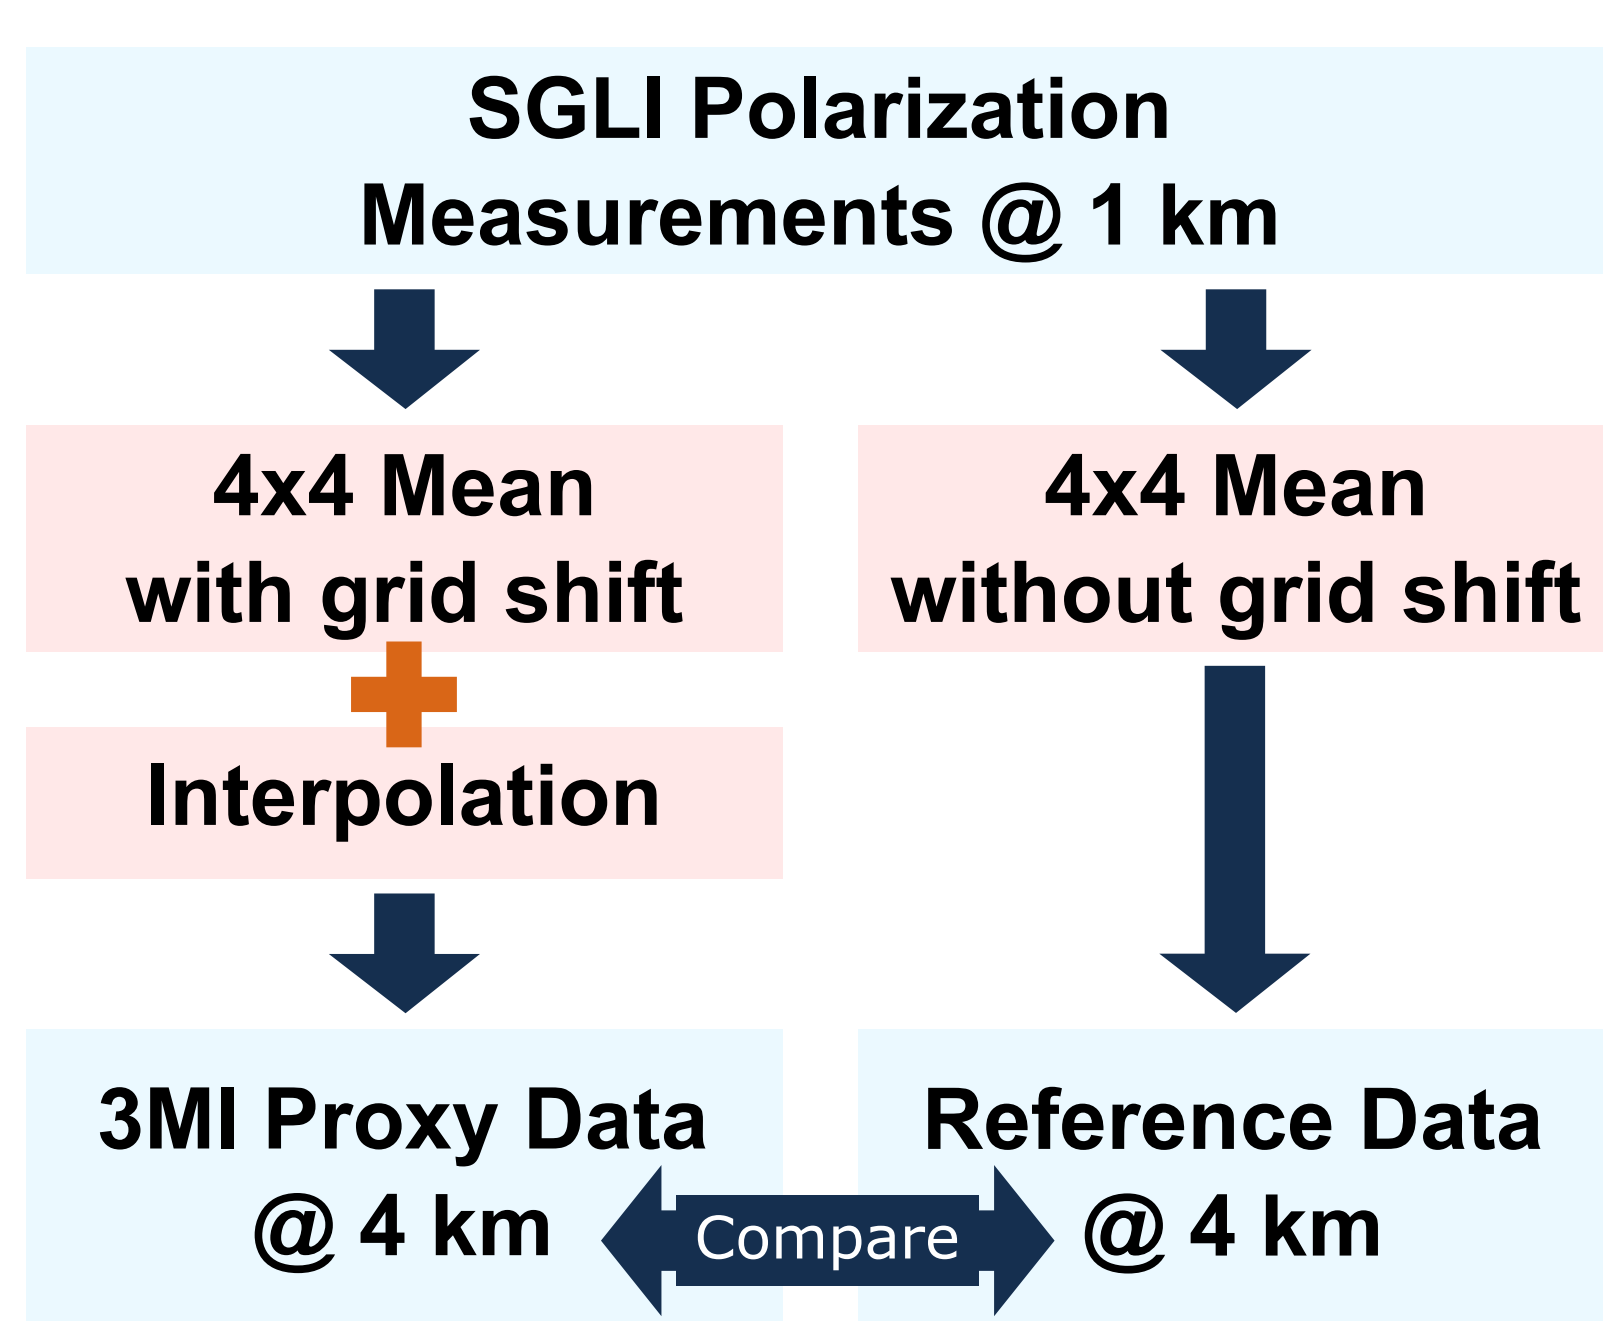 SGLI Polarization
Measurements @ 1 km
4x4 Mean
with grid shift
4x4 Mean
without grid shift
Interpolation
3MI Proxy Data
@ 4 km
Reference Data
@ 4 km
Compare